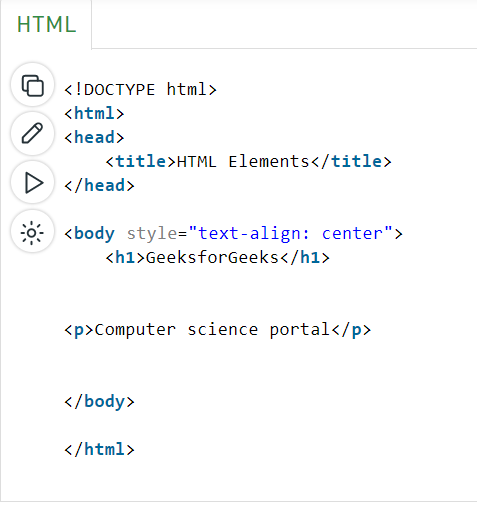 HTML
<!DOCTYPE html>
<html>
<head>
    <title>HTML Elements</title>
</head>
<body style="text-align: center">
    <h1>GeeksforGeeks</h1>
<p>Computer science portal</p>
</body>
</html>